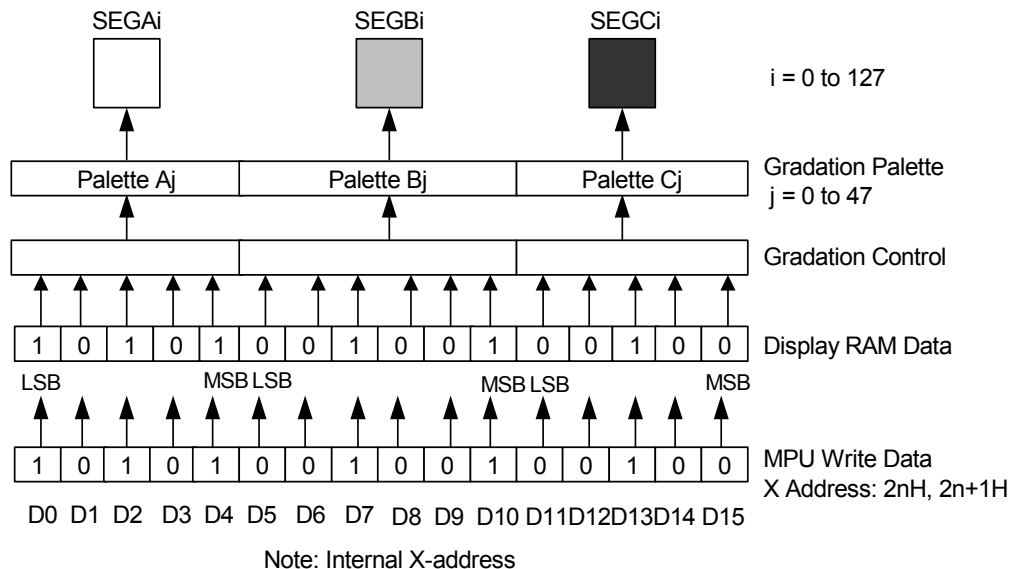 SEGAi SEGBi SEGCi
i = 0 to 127
Palette Aj Palette Bj Palette Cj
Gradation Palette
j = 0 to 47
Gradation Control
1 0 1 0 1 0 0 1 0 0 1 0 0 1 0 0 Display RAM Data
LSB MSB LSB MSB LSB MSB
1 0 1 0 1 0 0 1 0 0 1 0 0 1 0 0 MPU Write Data
X Address: 2nH, 2n+1H
D0 D1 D2 D3 D4 D5 D6 D7 D8 D9 D10 D11 D12 D13 D14 D15
Note: Internal X-address